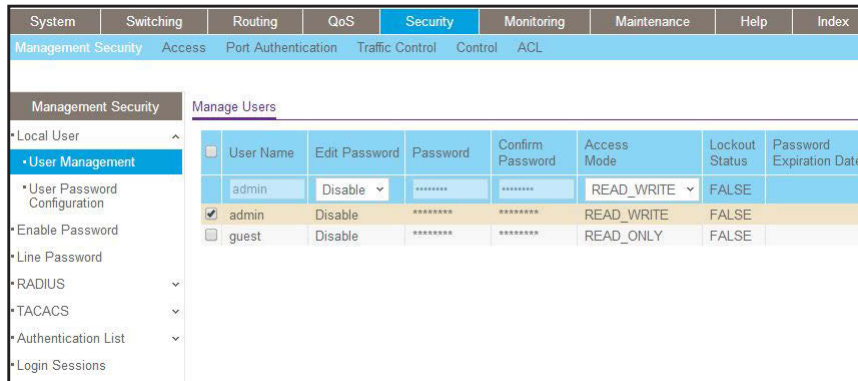 System Switching Routing QoS Security Monitoring Maintenance Help Index
Management Security Access Port Authentication Traffic Control Control ACL
Management Security
Local User
User Management
User Password
Configuration
Enable Password
Line Password
RADIUS
TACACS
Authentication List
Login Sessions
Manage Users
User Name Edit Password Password Confirm Password Access Mode Lockout Status Password Expiration Date
admin Disable ******** ******** READ_WRITE FALSE
admin Disable ******** ******** READ_WRITE FALSE
guest Disable ******** ******** READ_ONLY FALSE